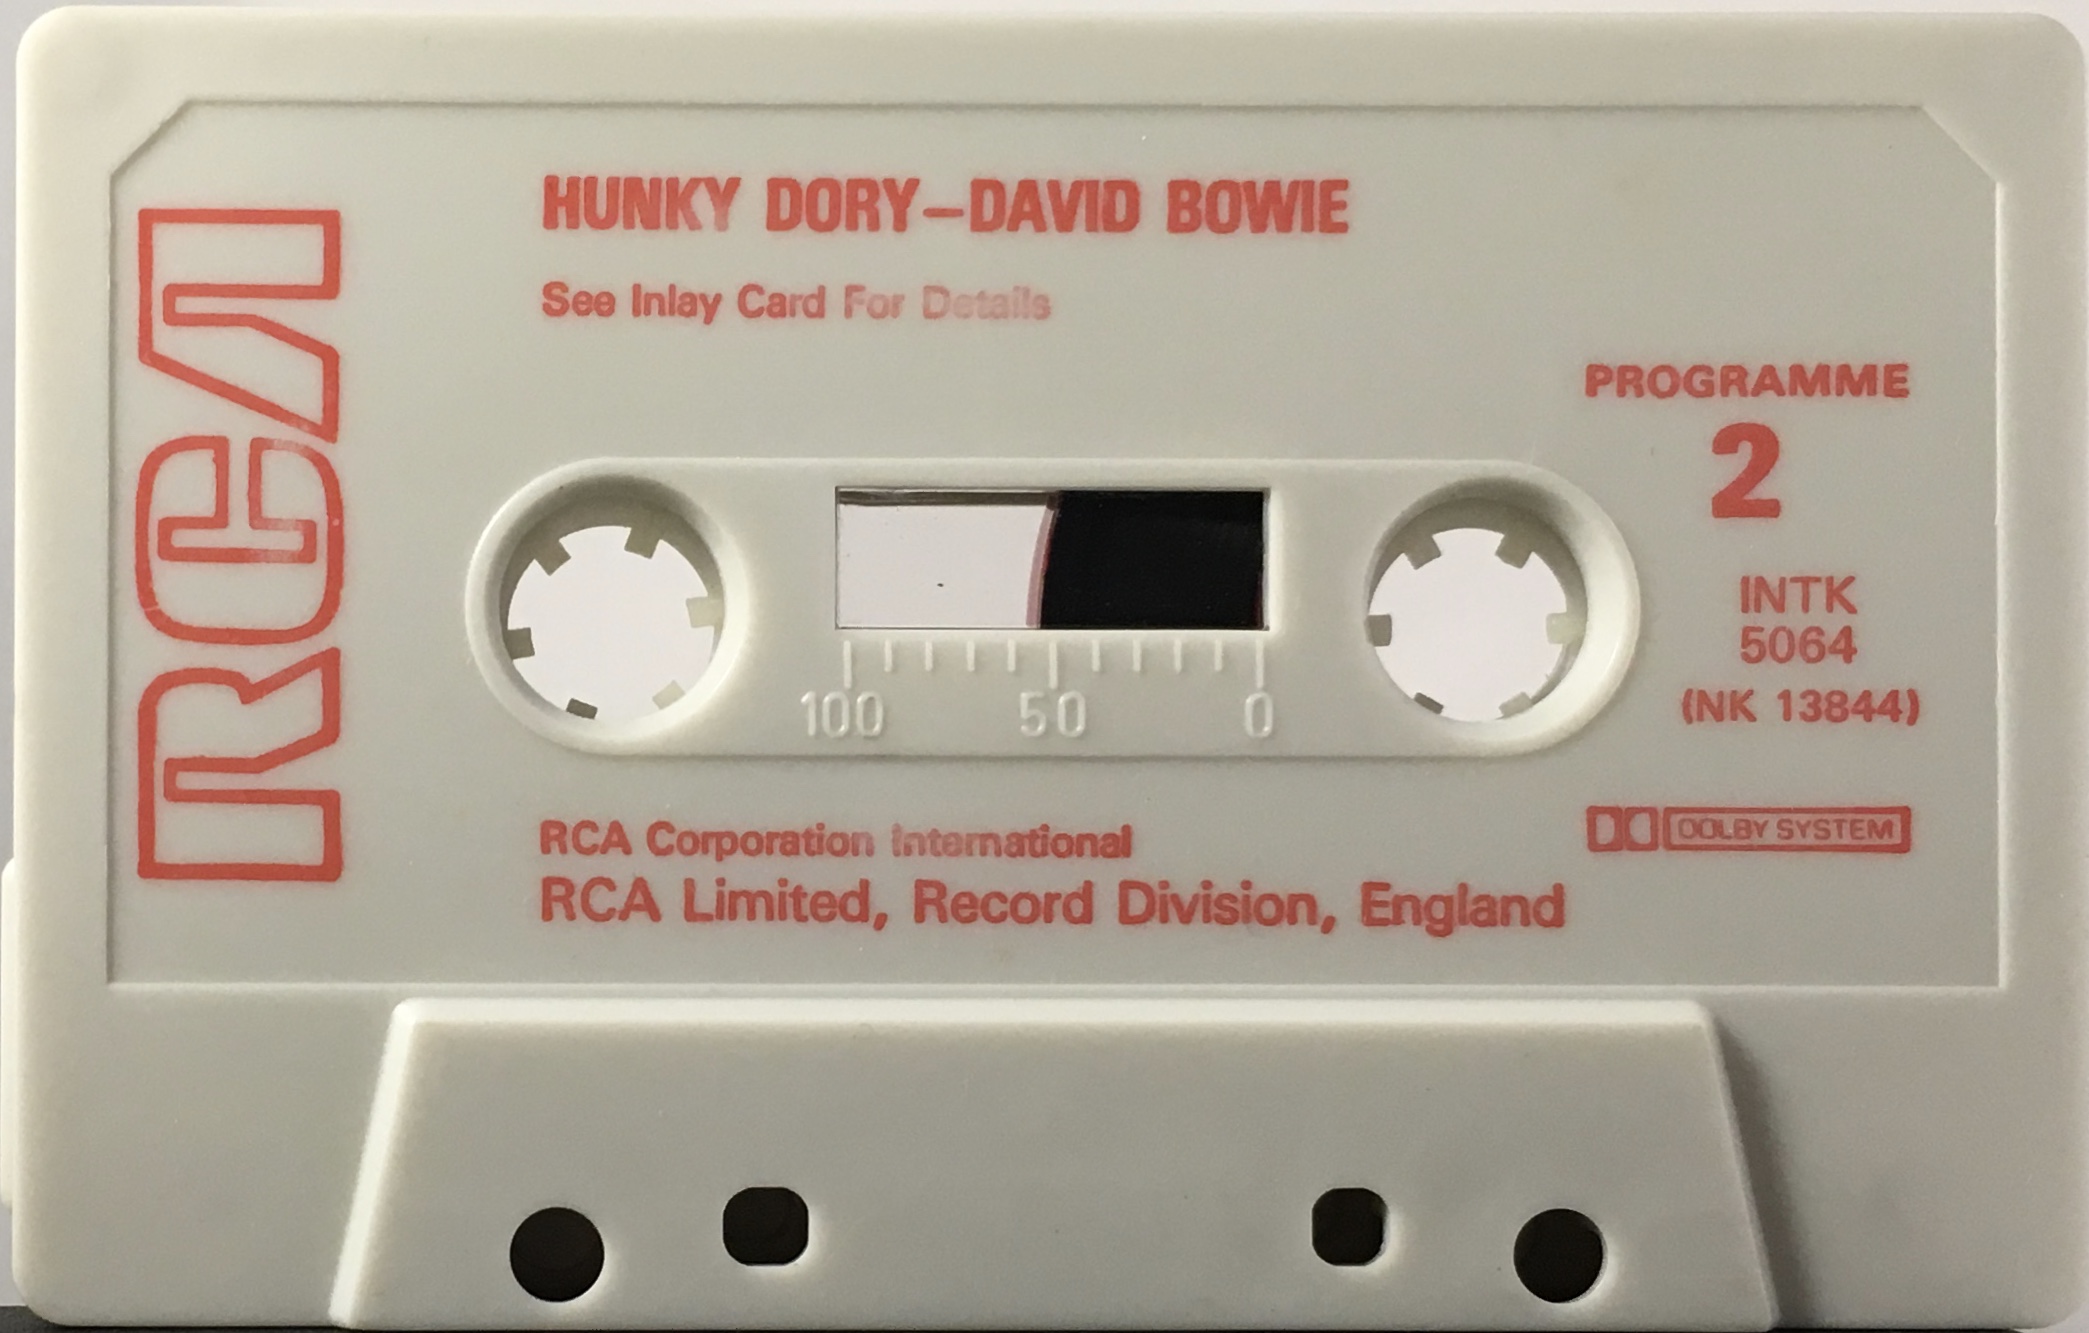 RCA
HUNKY DORY–DAVID BOWIE
See Inlay Card For Details
PROGRAMME
2
INTK
5064
(NK 13844)
100 50 0
DOLBY SYSTEM
RCA Corporation International
RCA Limited, Record Division, England